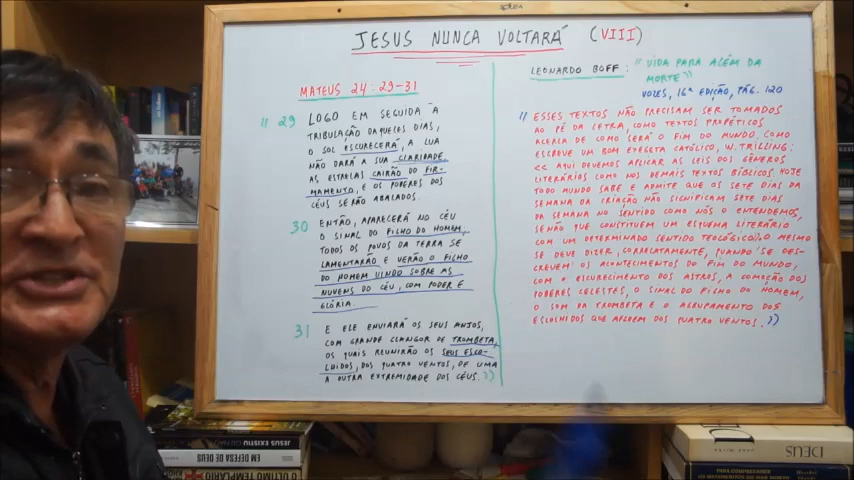 JESUS NUNCA VOLTARÁ (VIII)
MATEUS 24:29-31
" 29 LOGO EM SEGUIDA À
TRIBULAÇÃO DAQUELES DIAS,
O SOL ESCURECERÁ, A LUA
NÃO DARÁ A SUA CLARIDADE,
AS ESTRELAS CAIRÃO DO FIR-
MAMENTO, E OS PODERES DOS
CÉUS SERÃO ABALADOS.
30 ENTÃO, APARECERÁ NO CÉU
O SINAL DO FILHO DO HOMEM,
TODOS OS POVOS DA TERRA SE
LAMENTARÃO E VERÃO O FILHO
DO HOMEM VINDO SOBRE AS
NUVENS DO CÉU, COM PODER E
GLÓRIA.
31 E ELE ENVIARÁ OS SEUS ANJOS,
COM GRANDE CLANGOR DE TROMBETA,
OS QUAIS REUNIRÃO OS SEUS ESCO-
LHIDOS, DOS QUATRO VENTOS, DE UMA
A OUTRA EXTREMIDADE DOS CÉUS. "
LEONARDO BOFF: "VIDA PARA ALÉM DA
MORTE"
VOZES, 16ª EDIÇÃO, PÁG. 120
" ESSES TEXTOS NÃO PRECISAM SER TOMADOS
AO PÉ DA LETRA, COMO TEXTOS PROFÉTICOS
ACERCA DE COMO SERÁ O FIM DO MUNDO. COMO
ESCREVE UM BOM EXEGETA CATÓLICO, W. TRILLING:
<< AQUI DEVEMOS APLICAR AS LEIS DOS GÊNEROS
LITERÁRIOS COMO NOS DEMAIS TEXTOS BÍBLICOS. HOJE
TODO MUNDO SABE E ADMITE QUE OS SETE DIAS DA
SEMANA DA CRIAÇÃO NÃO SIGNIFICAM SETE DIAS
DA SEMANA NO SENTIDO COMO NÓS O ENTENDEMOS,
SENÃO QUE CONSTITUEM UM ESQUEMA LITERÁRIO
COM UM DETERMINADO SENTIDO TEOLÓGICO>>. O MESMO
SE DEVE DIZER, CORRELATAMENTE, QUANDO SE DES-
CREVEM OS ACONTECIMENTOS DO FIM DO MUNDO,
COM O ESCURECIMENTO DOS ASTROS, A COMOÇÃO DOS
PODERES CELESTES, O SINAL DO FILHO DO HOMEM,
O SOM DA TROMBETA E O AGRUPAMENTO DOS
ESCOLHIDOS QUE AFLUEM DOS QUATRO VENTOS. "
JESUS EXISTIU
EM DEFESA DE DEUS
O ÚLTIMO TEMPLÁRIO
DEUS